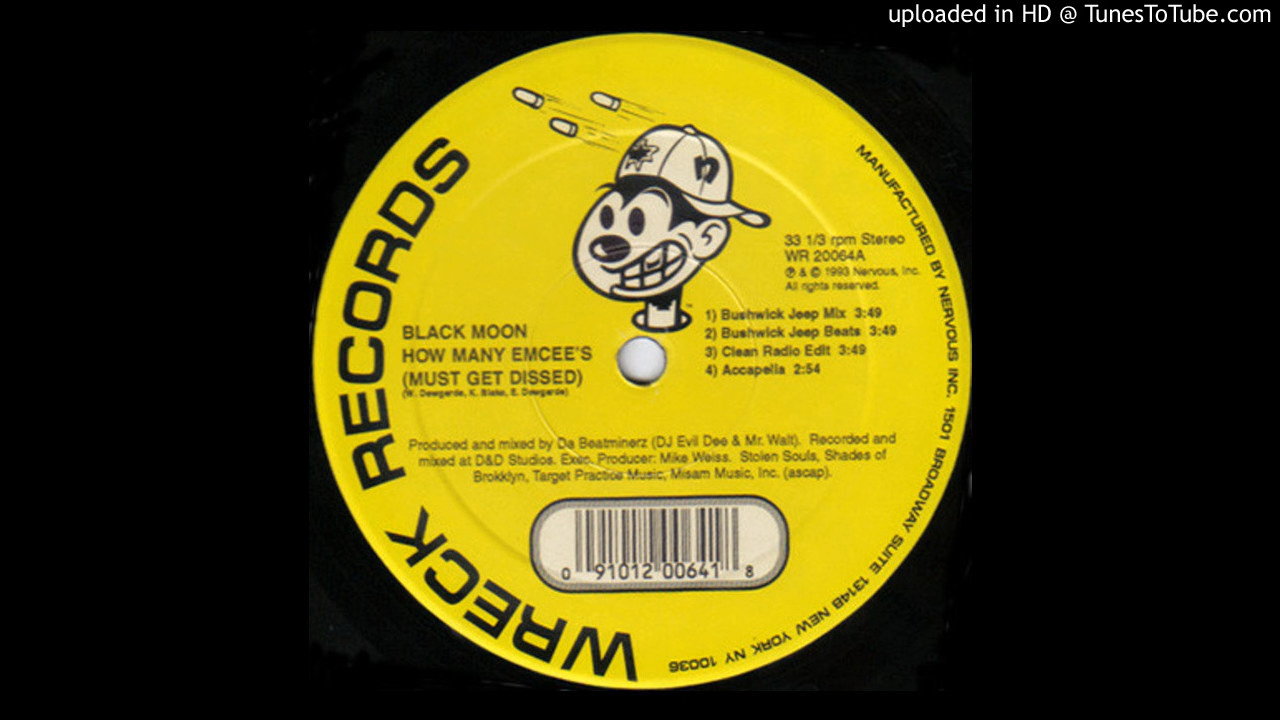 uploaded in HD @ TunesToTube.com
WRECK RECORDS
n
33 1/3 rpm Stereo
WR 20064A
℗ & © 1993 Nervous, Inc.
All rights reserved.
BLACK MOON
HOW MANY EMCEE'S
(MUST GET DISSED)
(W. Dewgarde, K. Blake, E. Dewgarde)
1) Bushwick Jeep Mix 3:49
2) Bushwick Jeep Beats 3:49
3) Clean Radio Edit 3:49
4) Accapella 2:54
Produced and mixed by Da Beatminerz (DJ Evil Dee & Mr. Walt). Recorded and
mixed at D&D Studios. Exec. Producer: Mike Weiss. Stolen Souls, Shades of
Brokklyn, Target Practice Music, Misam Music, Inc. (ascap).
0 91012 00641 8
MANUFACTURED BY NERVOUS INC. 1501 BROADWAY SUITE 1314B NEW YORK NY 10036